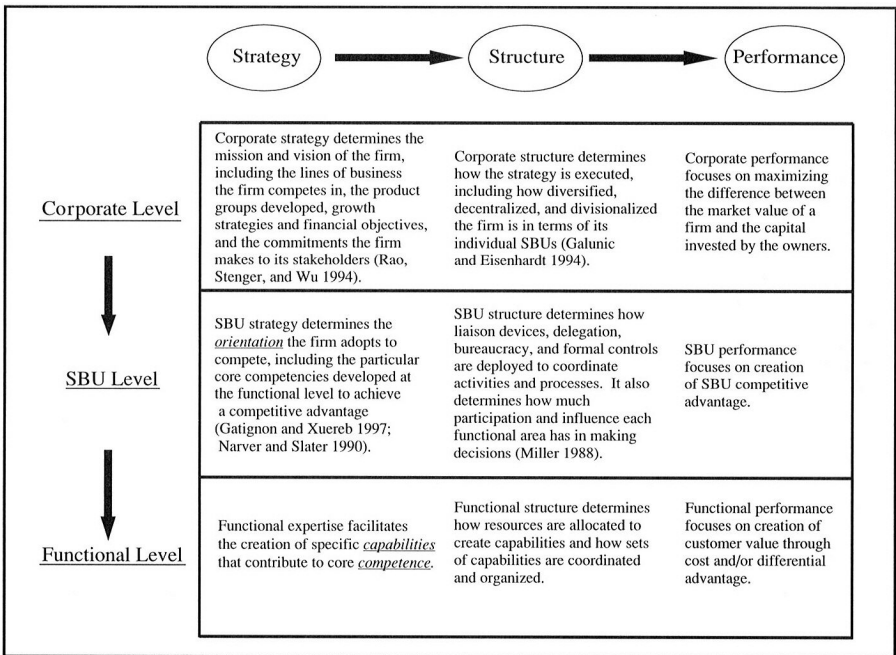 Strategy
Structure
Performance
Corporate Level
Corporate strategy determines the
mission and vision of the firm,
including the lines of business
the firm competes in, the product
groups developed, growth
strategies and financial objectives,
and the commitments the firm
makes to its stakeholders (Rao,
Stenger, and Wu 1994).
Corporate structure determines
how the strategy is executed,
including how diversified,
decentralized, and divisionalized
the firm is in terms of its
individual SBUs (Galunic
and Eisenhardt 1994).
Corporate performance
focuses on maximizing
the difference between
the market value of a
firm and the capital
invested by the owners.
SBU Level
SBU strategy determines the
orientation the firm adopts to
compete, including the particular
core competencies developed at
the functional level to achieve
a competitive advantage
(Gatignon and Xuereb 1997;
Narver and Slater 1990).
SBU structure determines how
liaison devices, delegation,
bureaucracy, and formal controls
are deployed to coordinate
activities and processes. It also
determines how much
participation and influence each
functional area has in making
decisions (Miller 1988).
SBU performance
focuses on creation
of SBU competitive
advantage.
Functional Level
Functional expertise facilitates
the creation of specific capabilities
that contribute to core competence.
Functional structure determines
how resources are allocated to
create capabilities and how sets
of capabilities are coordinated
and organized.
Functional performance
focuses on creation of
customer value through
cost and/or differential
advantage.